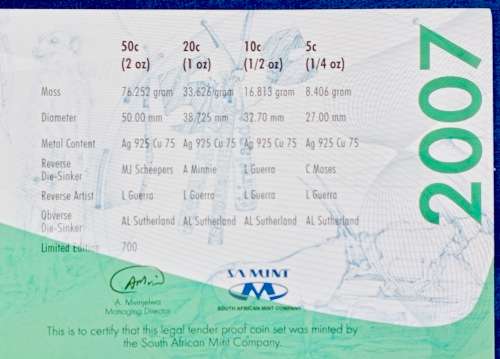 50c 20c 10c 5c
(2 oz) (1 oz) (1/2 oz) (1/4 oz)
2007
Mass 76.252 gram 33.626 gram 16.813 gram 8.406 gram
Diameter 50.00 mm 38.725 mm 32.70 mm 27.00 mm
Metal Content Ag 925 Cu 75 Ag 925 Cu 75 Ag 925 Cu 75 Ag 925 Cu 75
Reverse
Die-Sinker MJ Scheepers A Minnie L Guerra C Moses
Reverse Artist L Guerra L Guerra L Guerra L Guerra
Obverse
Die-Sinker AL Sutherland AL Sutherland AL Sutherland AL Sutherland
Limited Edition 700
SA MINT
SOUTH AFRICAN MINT COMPANY
Managing Director
This is to certify that this legal tender proof coin set was minted by
the South African Mint Company.